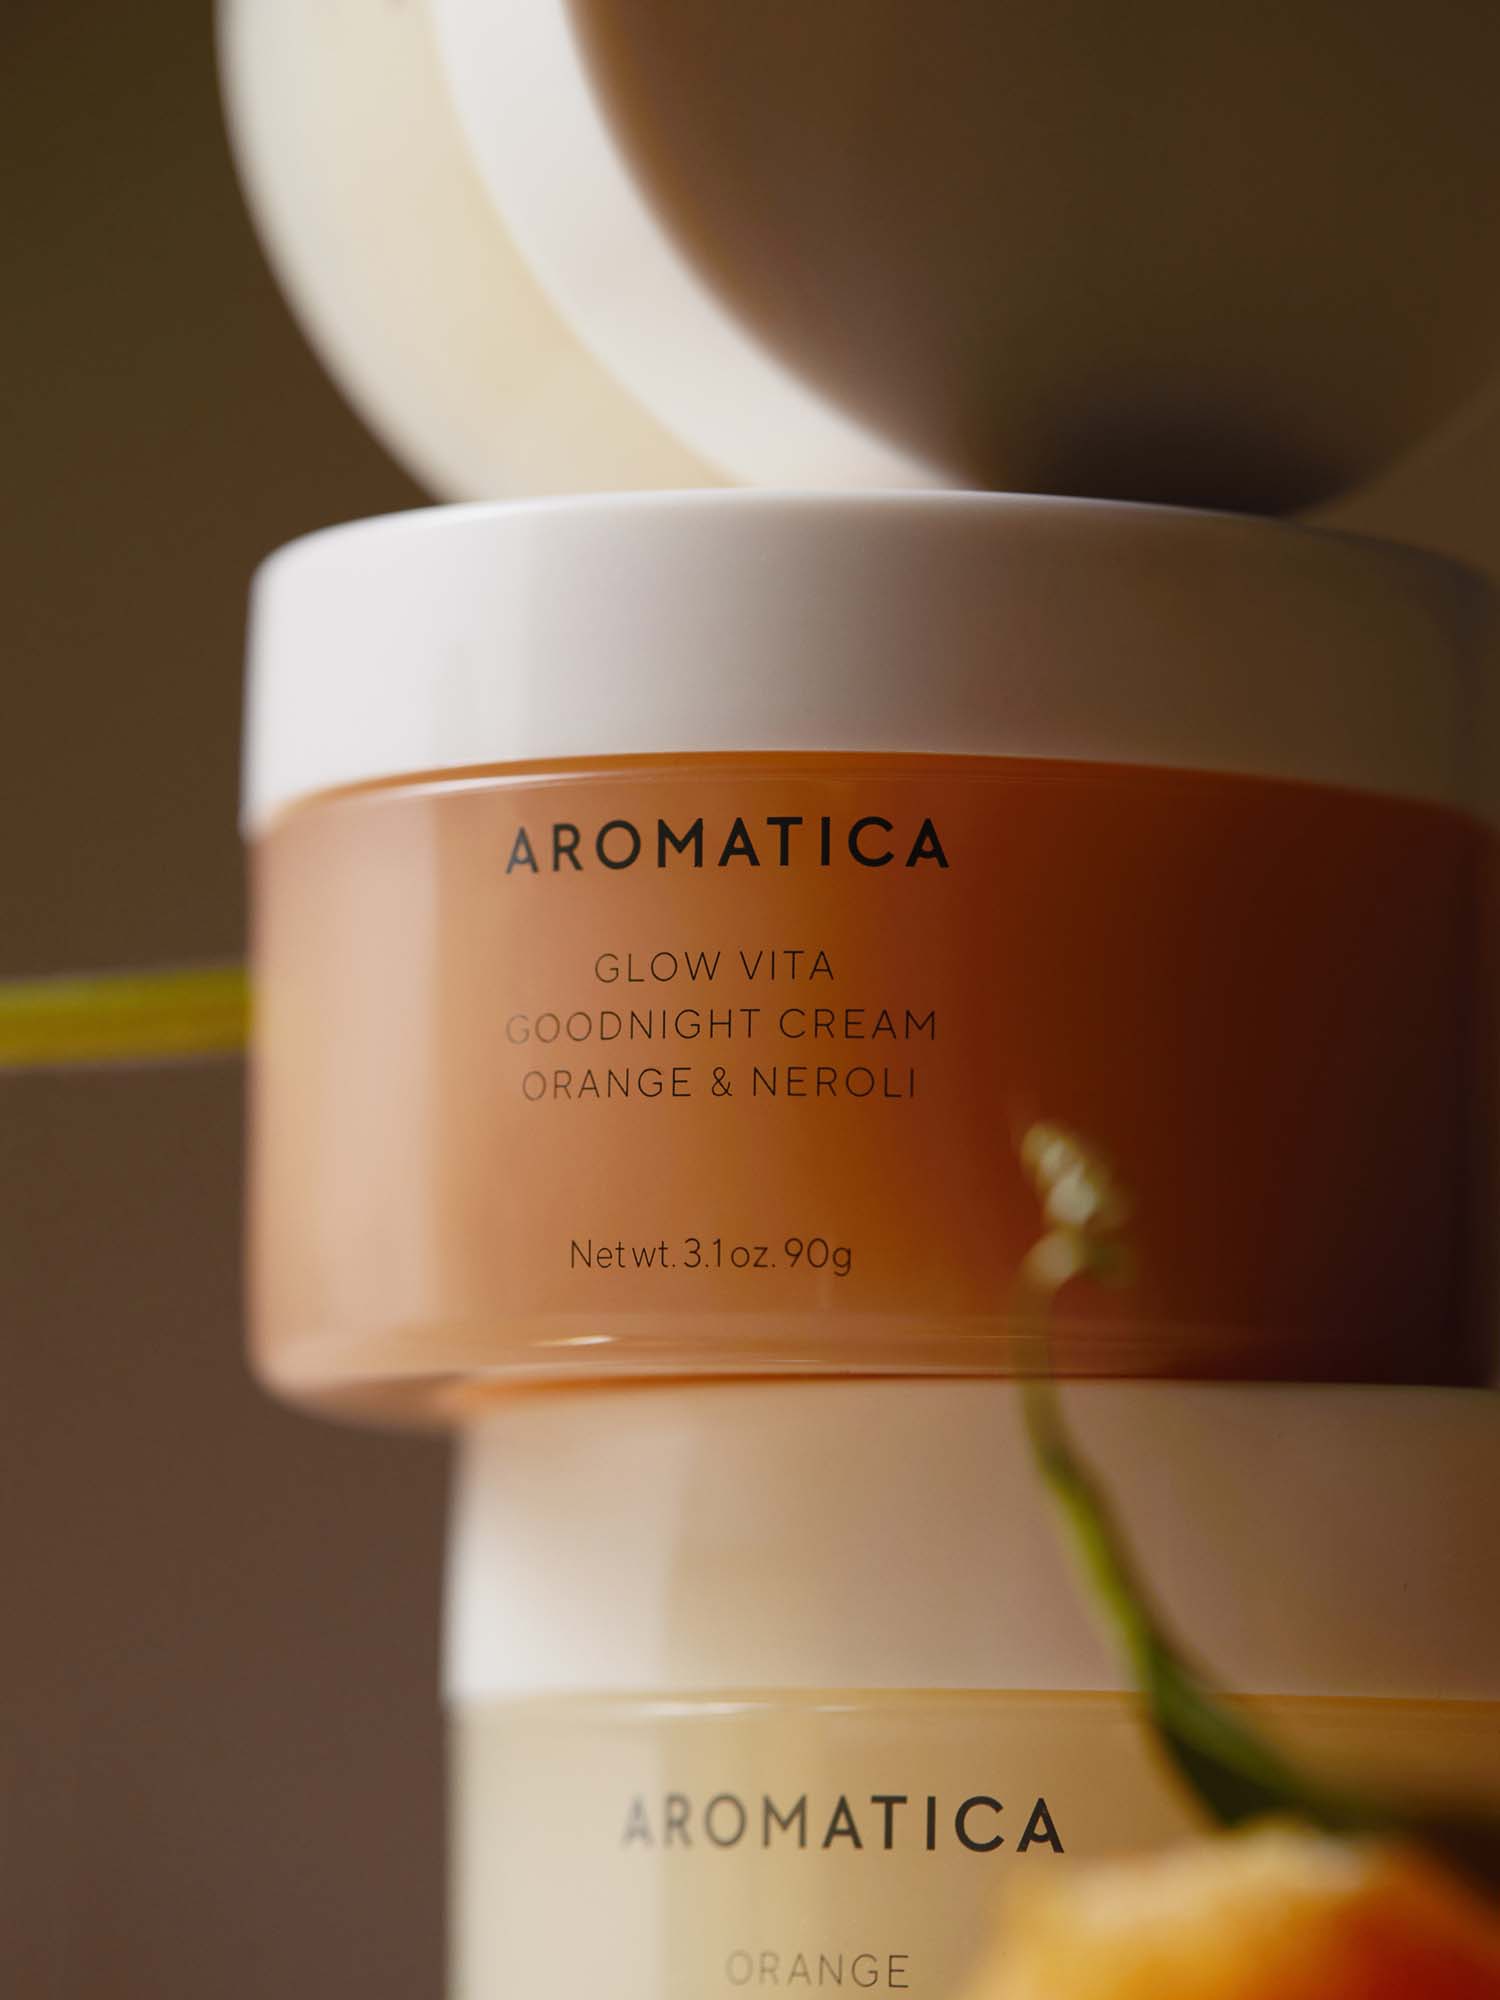 AROMATICA
GLOW VITA
GOODNIGHT CREAM
ORANGE & NEROLI
Net wt. 3.1 oz. 90g
AROMATICA
ORANGE